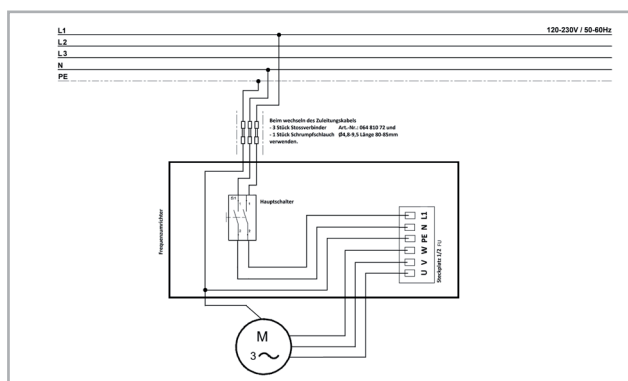 L1
120-230V / 50-60Hz
L2
L3
N
PE
Beim wechseln des Zuleitungskabels
- 3 Stück Stossverbinder Art.-Nr.: 064 810 72 und
- 1 Stück Schrumpfschlauch Ø4,8-9,5 Länge 80-85mm
verwenden.
Frequenzumrichter
Hauptschalter
L1
N
PE
W
V
U
Steckplatz 1/2 FU
M
3~